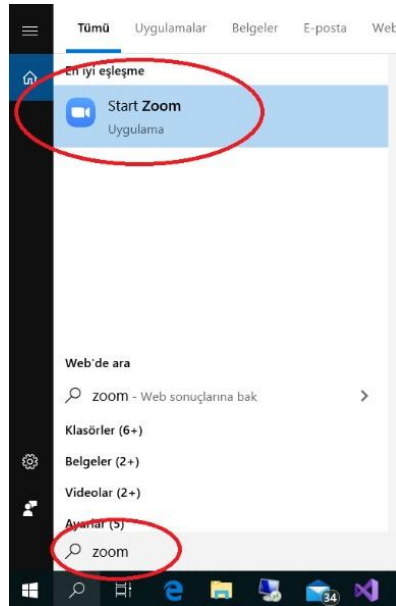 Tümü Uygulamalar Belgeler E-posta Web
En iyi eşleşme
Start Zoom
Uygulama
Web'de ara
zoom - Web sonuçlarına bak
Klasörler (6+)
Belgeler (2+)
Videolar (2+)
Ayarlar (5)
zoom
34